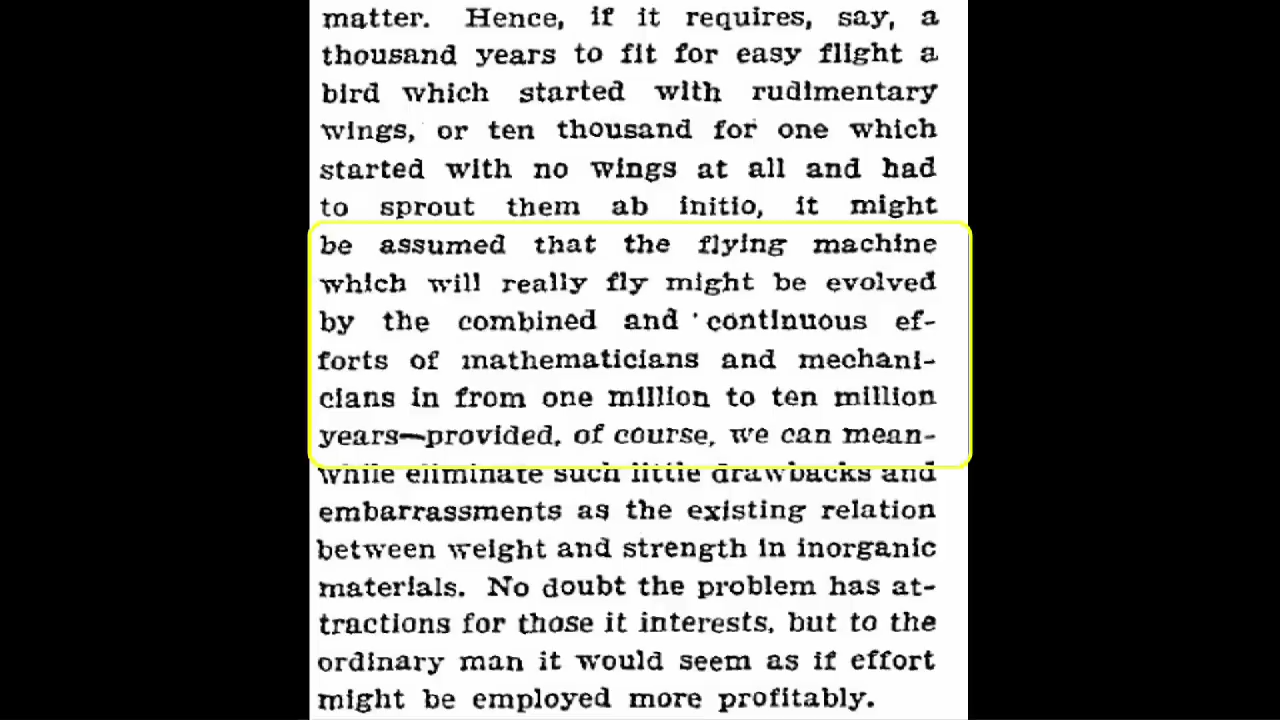 matter. Hence, if it requires, say, a
thousand years to fit for easy flight a
bird which started with rudimentary
wings, or ten thousand for one which
started with no wings at all and had
to sprout them ab initio, it might
be assumed that the flying machine
which will really fly might be evolved
by the combined and continuous ef-
forts of mathematicians and mechani-
cians in from one million to ten million
years—provided, of course, we can mean-
while eliminate such little drawbacks and
embarrassments as the existing relation
between weight and strength in inorganic
materials. No doubt the problem has at-
tractions for those it interests, but to the
ordinary man it would seem as if effort
might be employed more profitably.